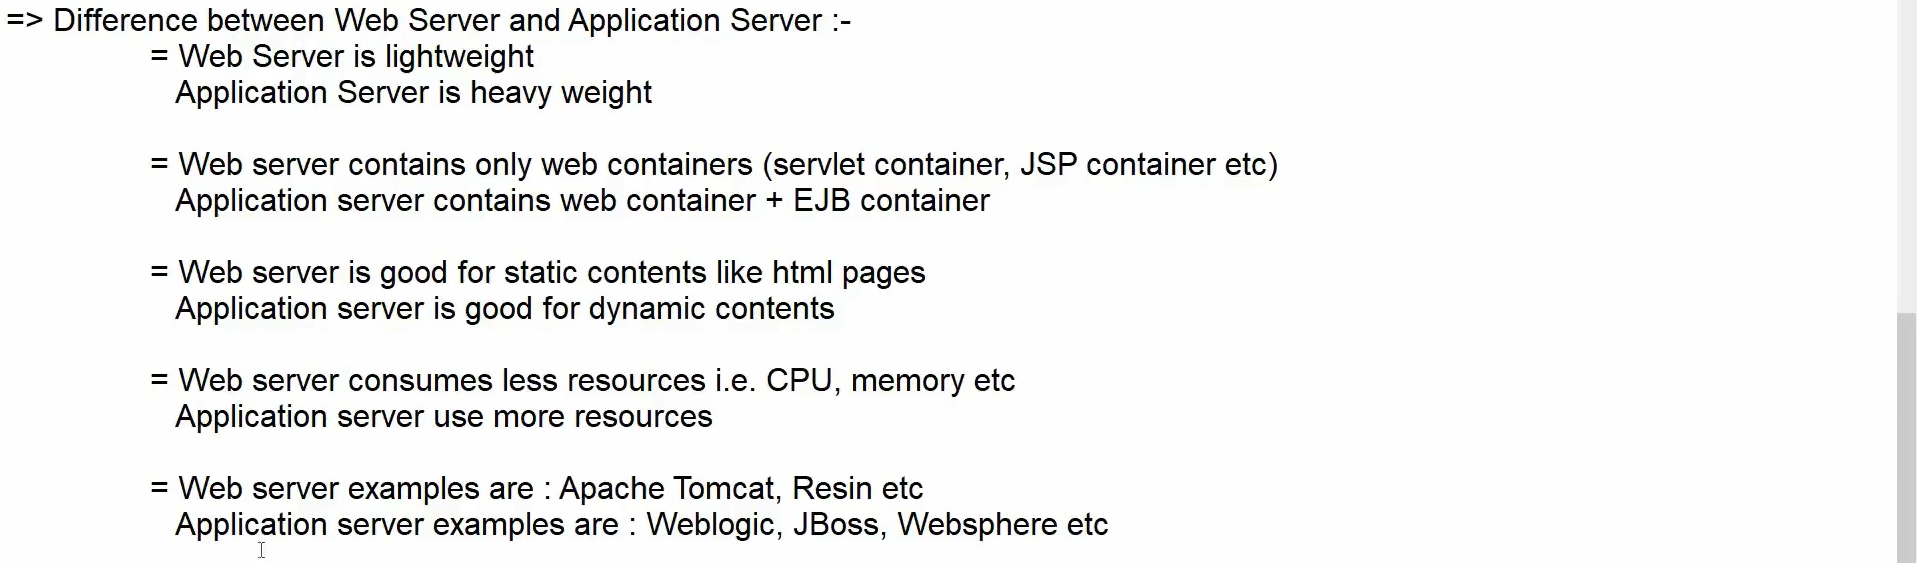 => Difference between Web Server and Application Server :-
= Web Server is lightweight
Application Server is heavy weight
= Web server contains only web containers (servlet container, JSP container etc)
Application server contains web container + EJB container
= Web server is good for static contents like html pages
Application server is good for dynamic contents
= Web server consumes less resources i.e. CPU, memory etc
Application server use more resources
= Web server examples are : Apache Tomcat, Resin etc
Application server examples are : Weblogic, JBoss, Websphere etc